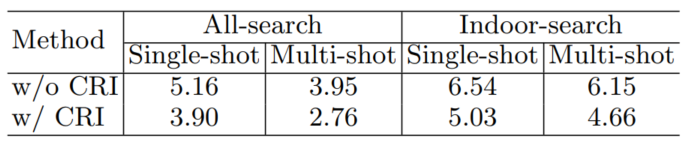 Method All-search Indoor-search
Single-shot Multi-shot Single-shot Multi-shot
w/o CRI 5.16 3.95 6.54 6.15
w/ CRI 3.90 2.76 5.03 4.66